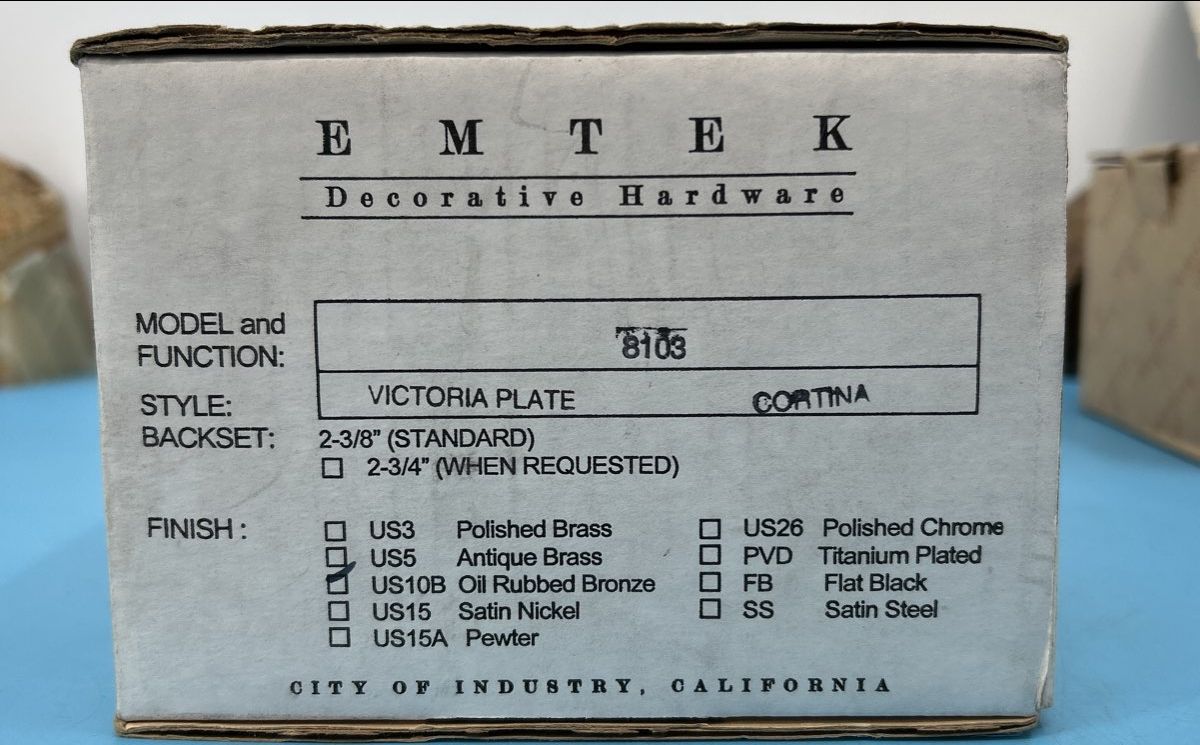 EMTEK
Decorative Hardware
MODEL and
FUNCTION:
8103
STYLE: VICTORIA PLATE CORTINA
BACKSET: 2-3/8" (STANDARD)
☐ 2-3/4" (WHEN REQUESTED)
FINISH : ☐ US3 Polished Brass ☐ US26 Polished Chrome
☐ US5 Antique Brass ☐ PVD Titanium Plated
☑ US10B Oil Rubbed Bronze ☐ FB Flat Black
☐ US15 Satin Nickel ☐ SS Satin Steel
☐ US15A Pewter
CITY OF INDUSTRY, CALIFORNIA